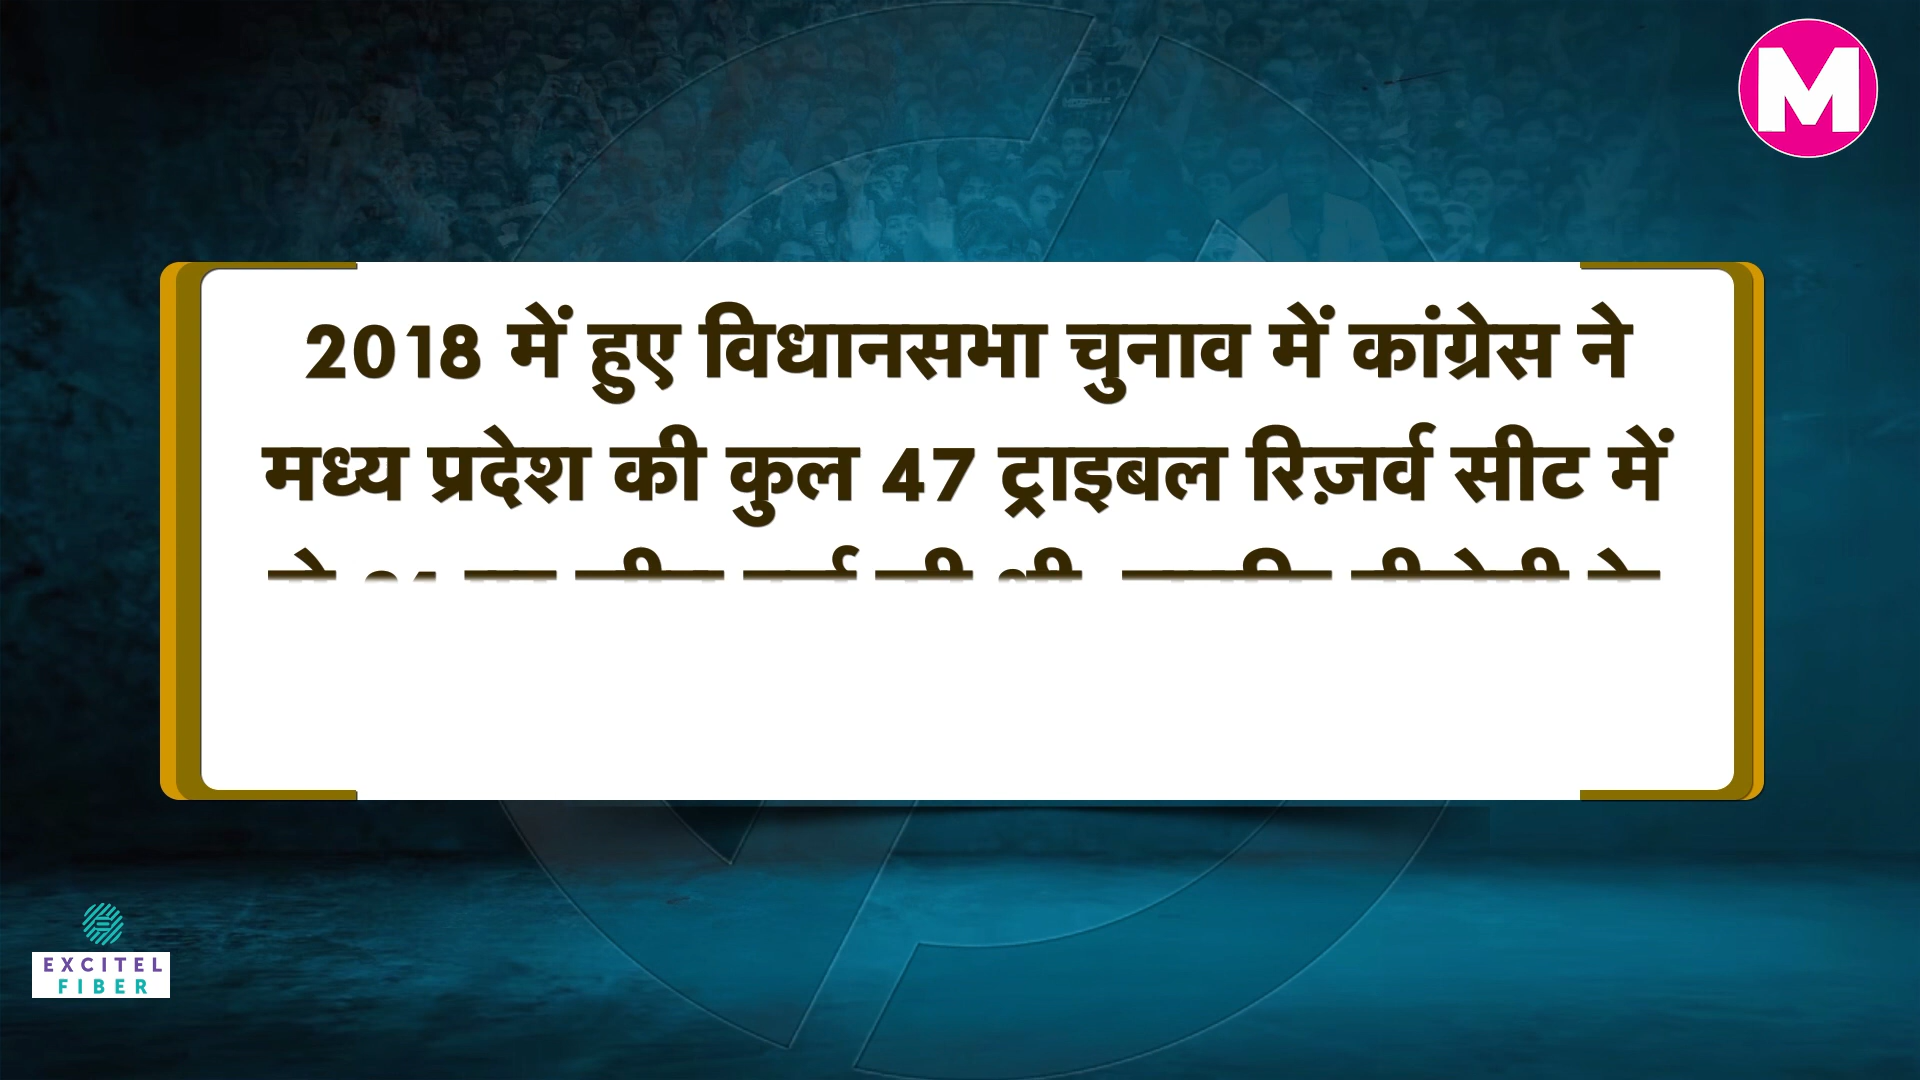 M
2018 में हुए विधानसभा चुनाव में कांग्रेस ने
मध्य प्रदेश की कुल 47 ट्राइबल रिज़र्व सीट में
EXCITEL
FIBER